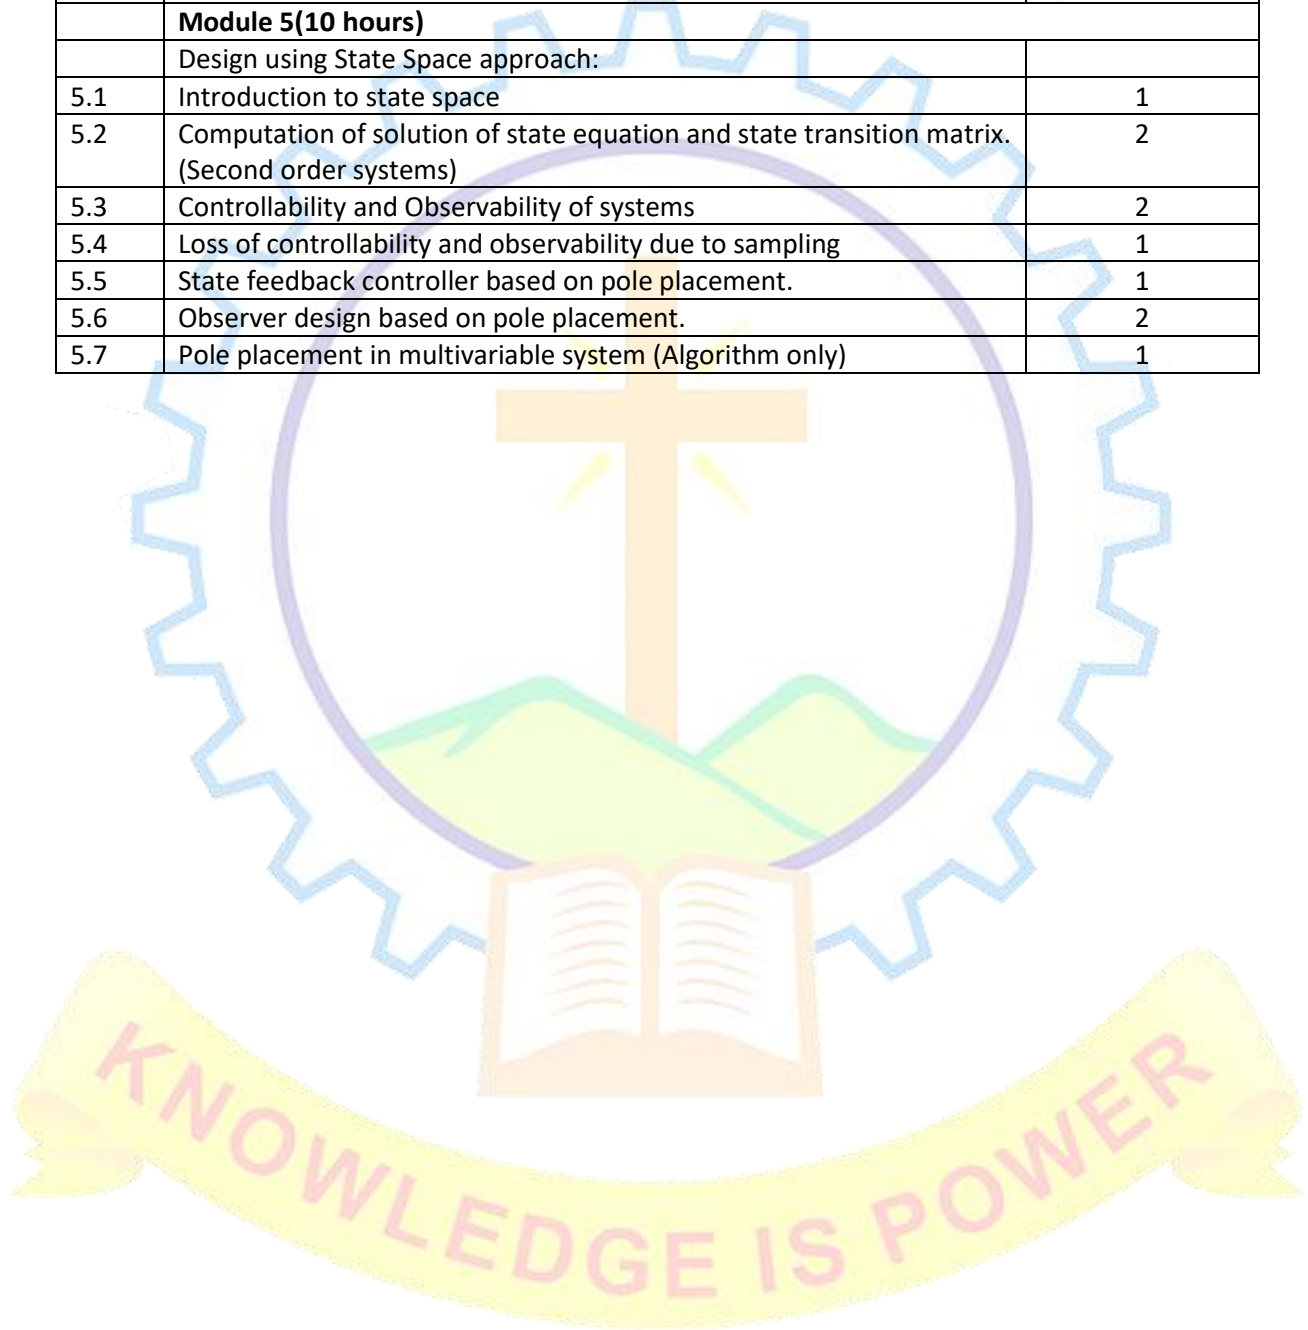 Module 5(10 hours)
Design using State Space approach:
5.1 Introduction to state space 1
5.2 Computation of solution of state equation and state transition matrix. 2
(Second order systems)
5.3 Controllability and Observability of systems 2
5.4 Loss of controllability and observability due to sampling 1
5.5 State feedback controller based on pole placement. 1
5.6 Observer design based on pole placement. 2
5.7 Pole placement in multivariable system (Algorithm only) 1
KNOWLEDGE IS POWER